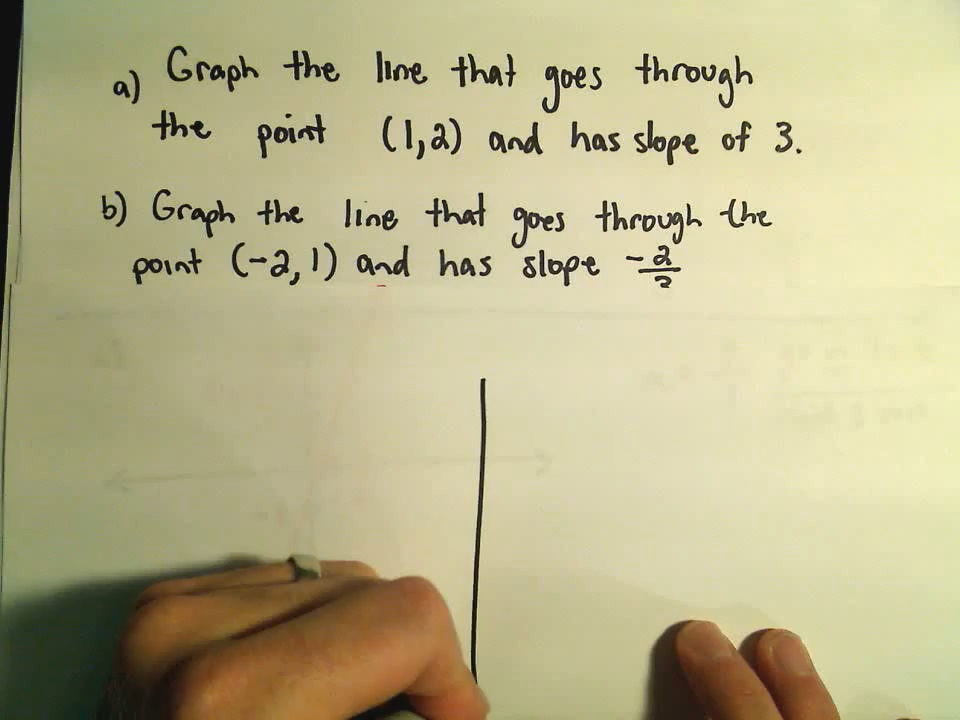 a) Graph the line that goes through
the point (1,2) and has slope of 3.
b) Graph the line that goes through the
point (-2,1) and has slope -2/